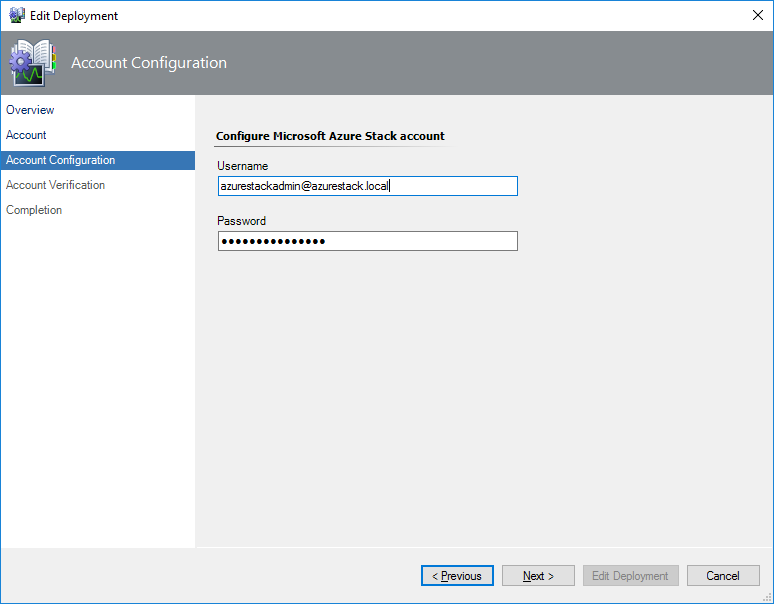 Edit Deployment
Account Configuration
Overview
Account
Account Configuration
Account Verification
Completion
Configure Microsoft Azure Stack account
Username
azurestackadmin@azurestack.local
Password
●●●●●●●●●●●●●●●
< Previous
Next >
Edit Deployment
Cancel